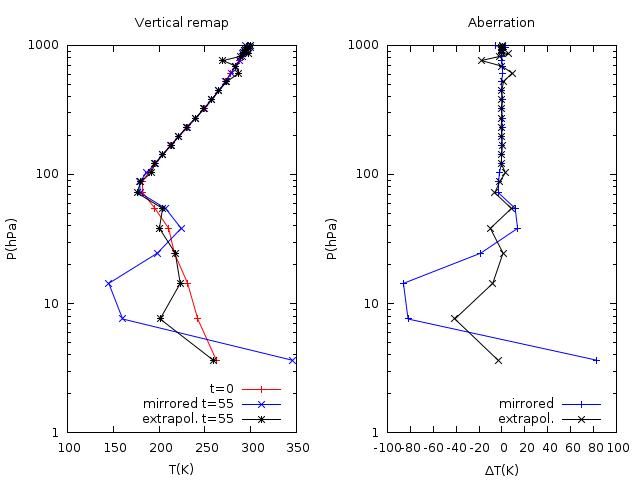 Vertical remap
1000
100
10
1
P(hPa)
t=0
mirrored t=55
extrapol. t=55
100 150 200 250 300 350
T(K)
Aberration
1000
100
10
1
P(hPa)
mirrored
extrapol.
-100 -80 -60 -40 -20 0 20 40 60 80 100
ΔT(K)